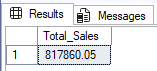 Results Messages
Total_Sales
1 817860.05